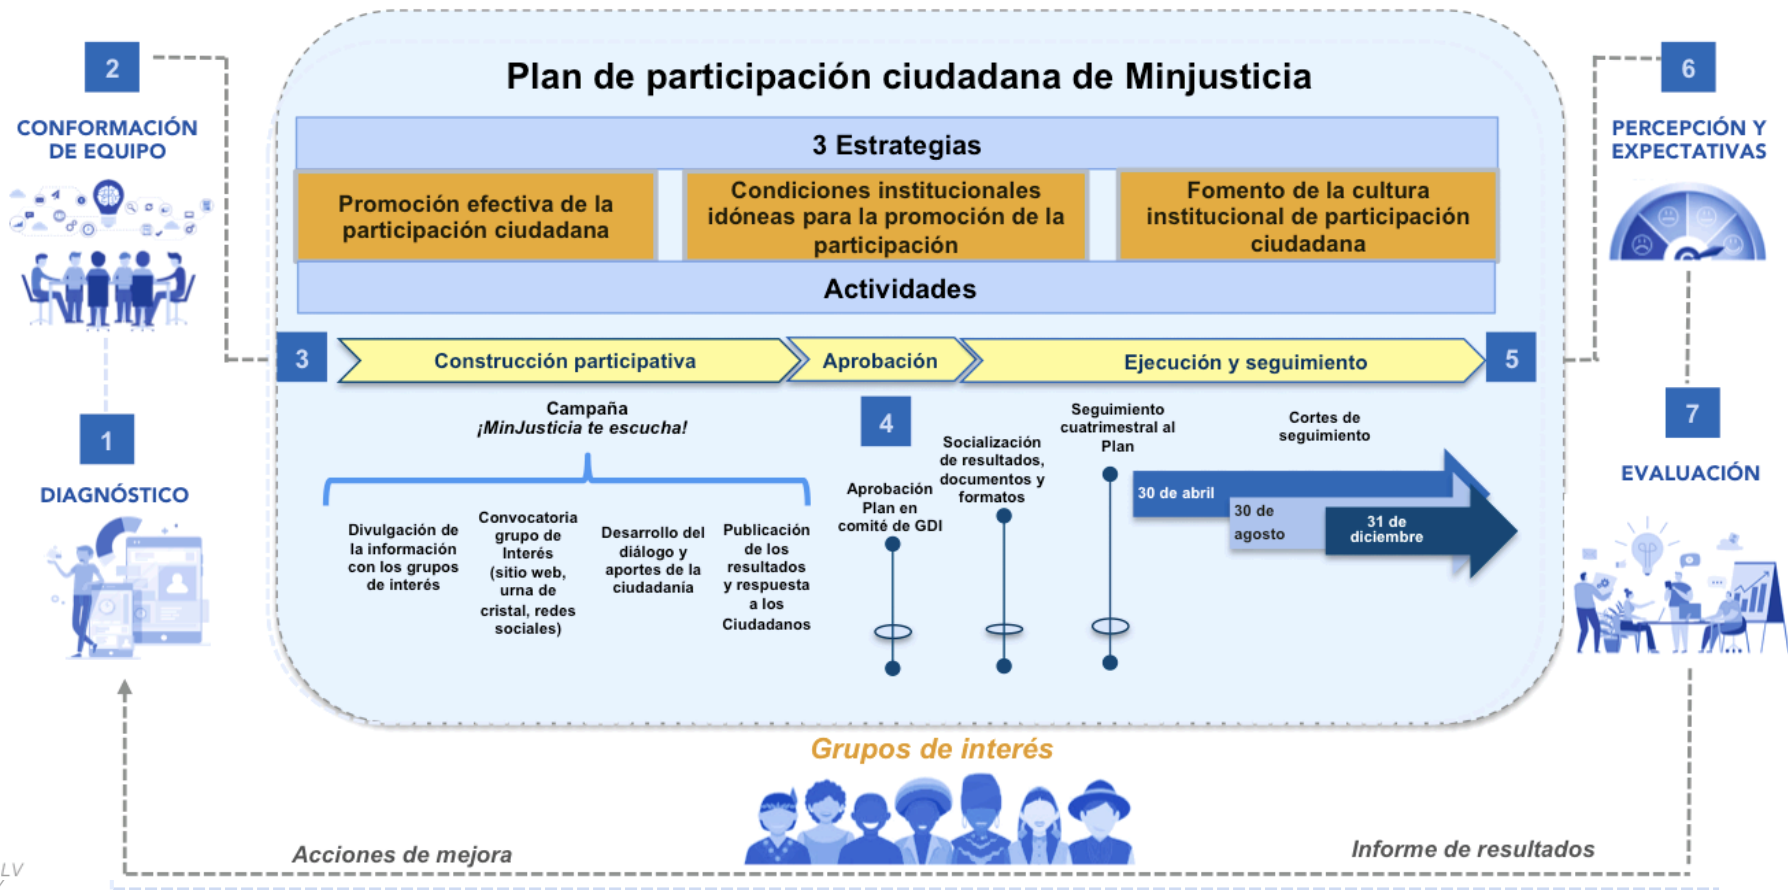 Plan de participación ciudadana de Minjusticia
3 Estrategias
Promoción efectiva de la
participación ciudadana
Condiciones institucionales
idóneas para la promoción de la
participación
Fomento de la cultura
institucional de participación
ciudadana
Actividades
2
CONFORMACIÓN
DE EQUIPO
1
DIAGNÓSTICO
3
Construcción participativa
Aprobación
Ejecución y seguimiento
5
Campaña
¡MinJusticia te escucha!
Divulgación de
la información
con los grupos
de interés
Convocatoria
grupo de
Interés
(sitio web,
urna de
cristal, redes
sociales)
Desarrollo del
diálogo y
aportes de la
ciudadanía
Publicación
de los
resultados
y respuesta
a los
Ciudadanos
4
Aprobación
Plan en
comité de GDI
Socialización
de resultados,
documentos y
formatos
Seguimiento
cuatrimestral al
Plan
Cortes de
seguimiento
30 de abril
30 de
agosto
31 de
diciembre
6
PERCEPCIÓN Y
EXPECTATIVAS
7
EVALUACIÓN
Grupos de interés
Acciones de mejora
Informe de resultados
LV